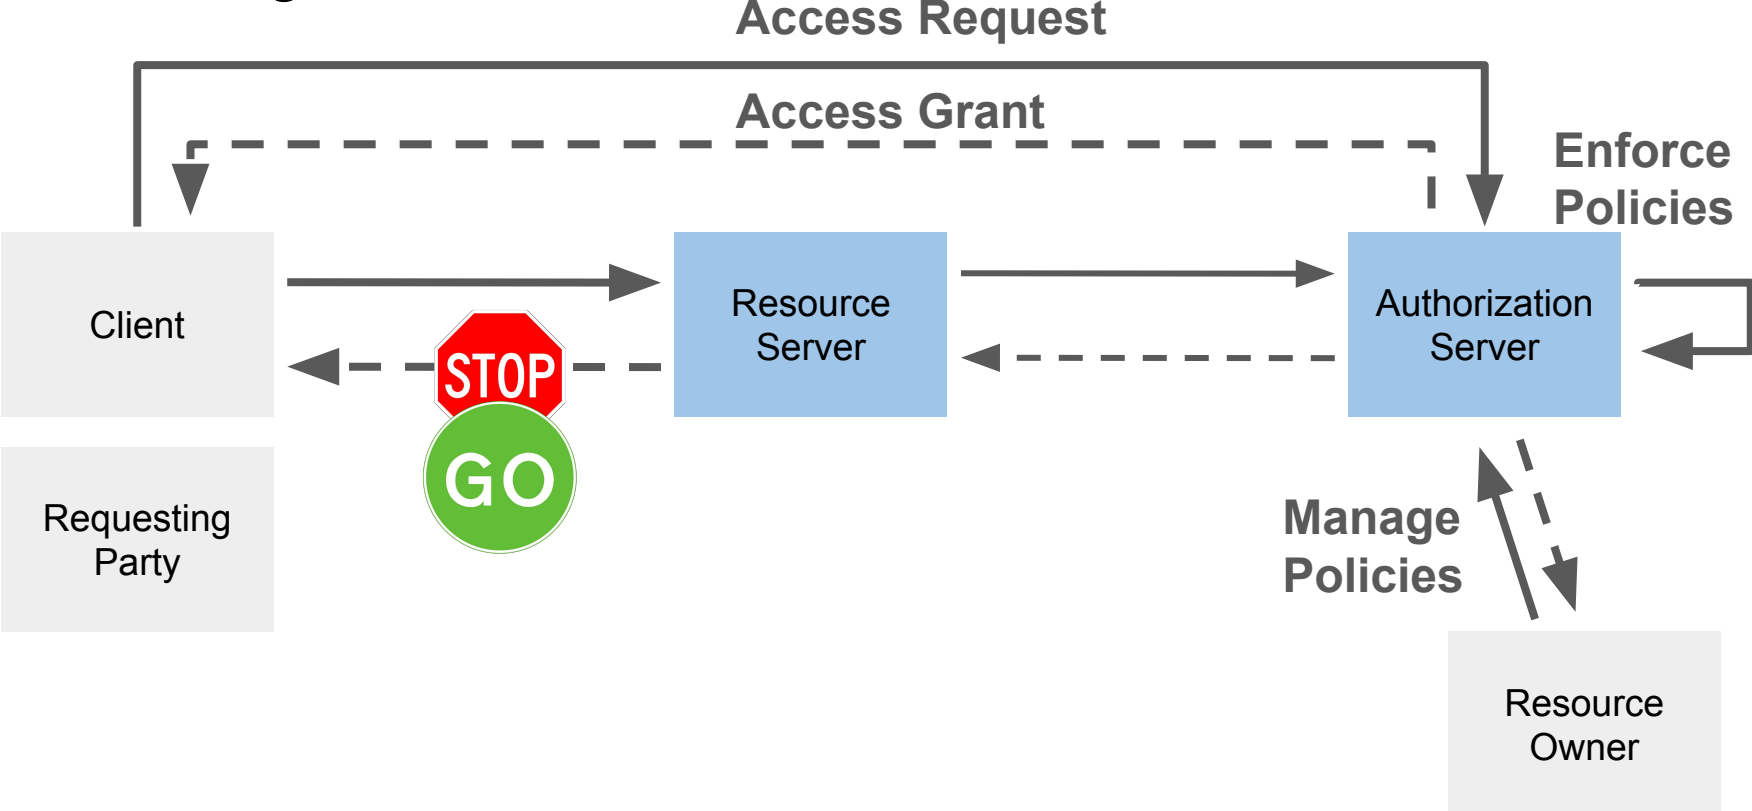 Access Request
Access Grant
Enforce
Policies
Client
Resource
Server
Authorization
Server
STOP
GO
Requesting
Party
Manage
Policies
Resource
Owner